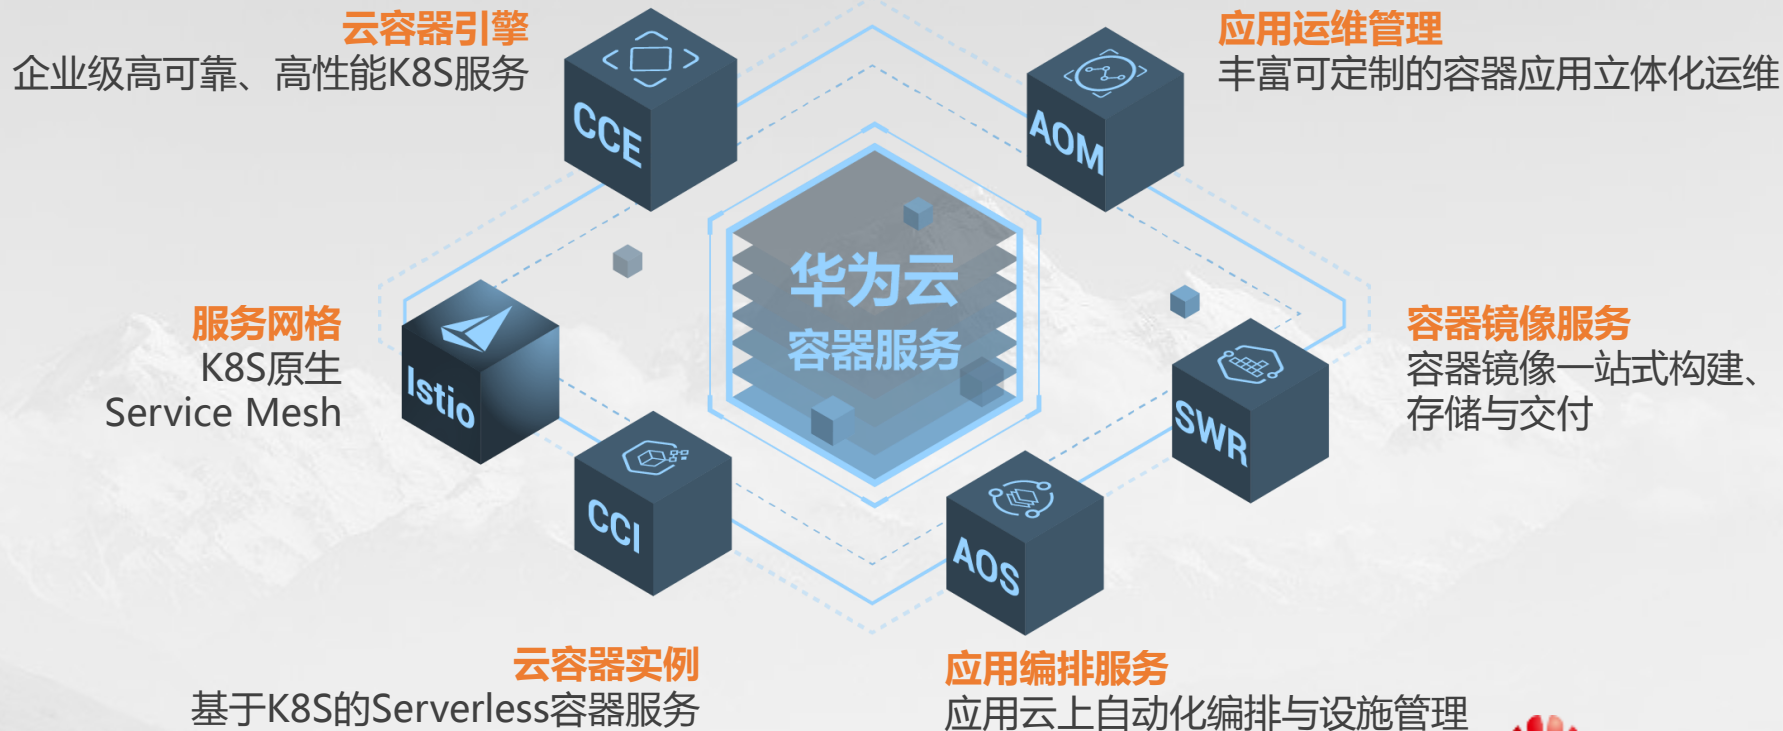 云容器引擎
企业级高可靠、高性能K8S服务
CCE
应用运维管理
丰富可定制的容器应用立体化运维
AOM
华为云
容器服务
服务网格
K8S原生
Service Mesh
Istio
容器镜像服务
容器镜像一站式构建、
存储与交付
SWR
CCI
云容器实例
基于K8S的Serverless容器服务
AOS
应用编排服务
应用云上自动化编排与设施管理